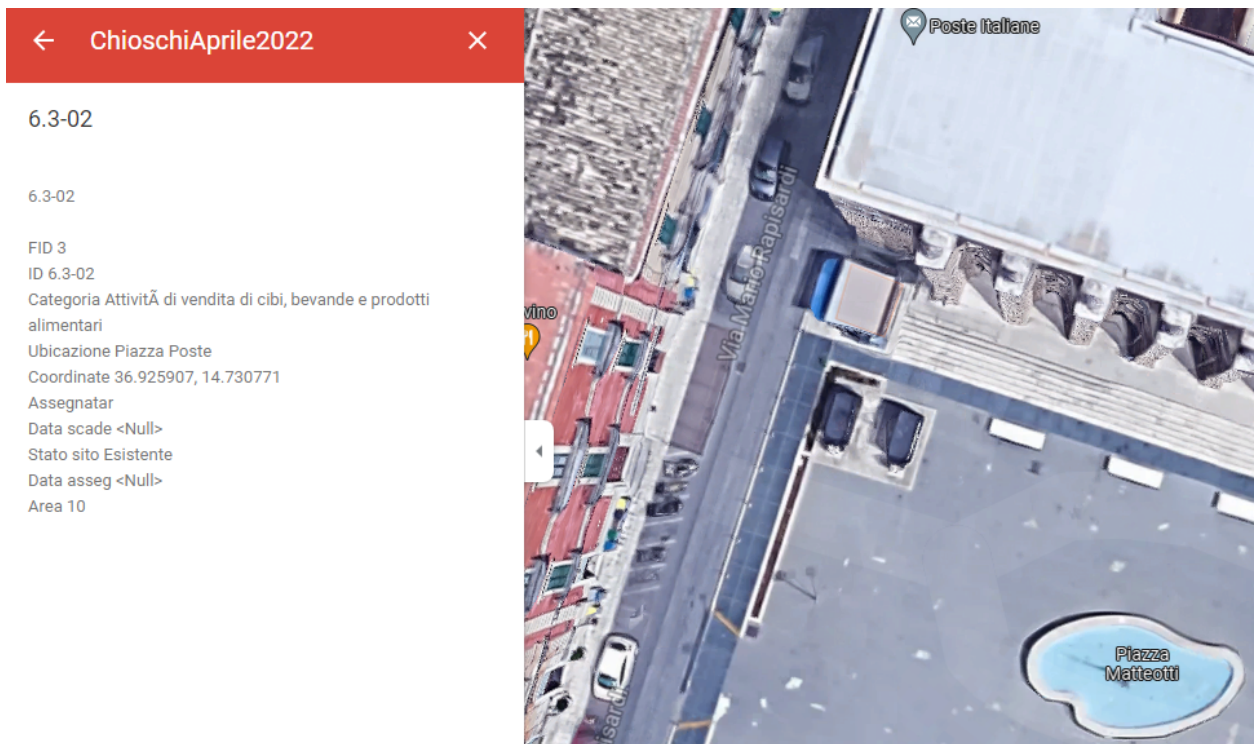 ChioschiAprile2022
6.3-02
6.3-02
FID 3
ID 6.3-02
Categoria AttivitÃ di vendita di cibi, bevande e prodotti
alimentari
Ubicazione Piazza Poste
Coordinate 36.925907, 14.730771
Assegnatar
Data scade <Null>
Stato sito Esistente
Data asseg <Null>
Area 10
Poste Italiane
Via Mario Rapisardi
vino
Piazza
Matteotti
isardi